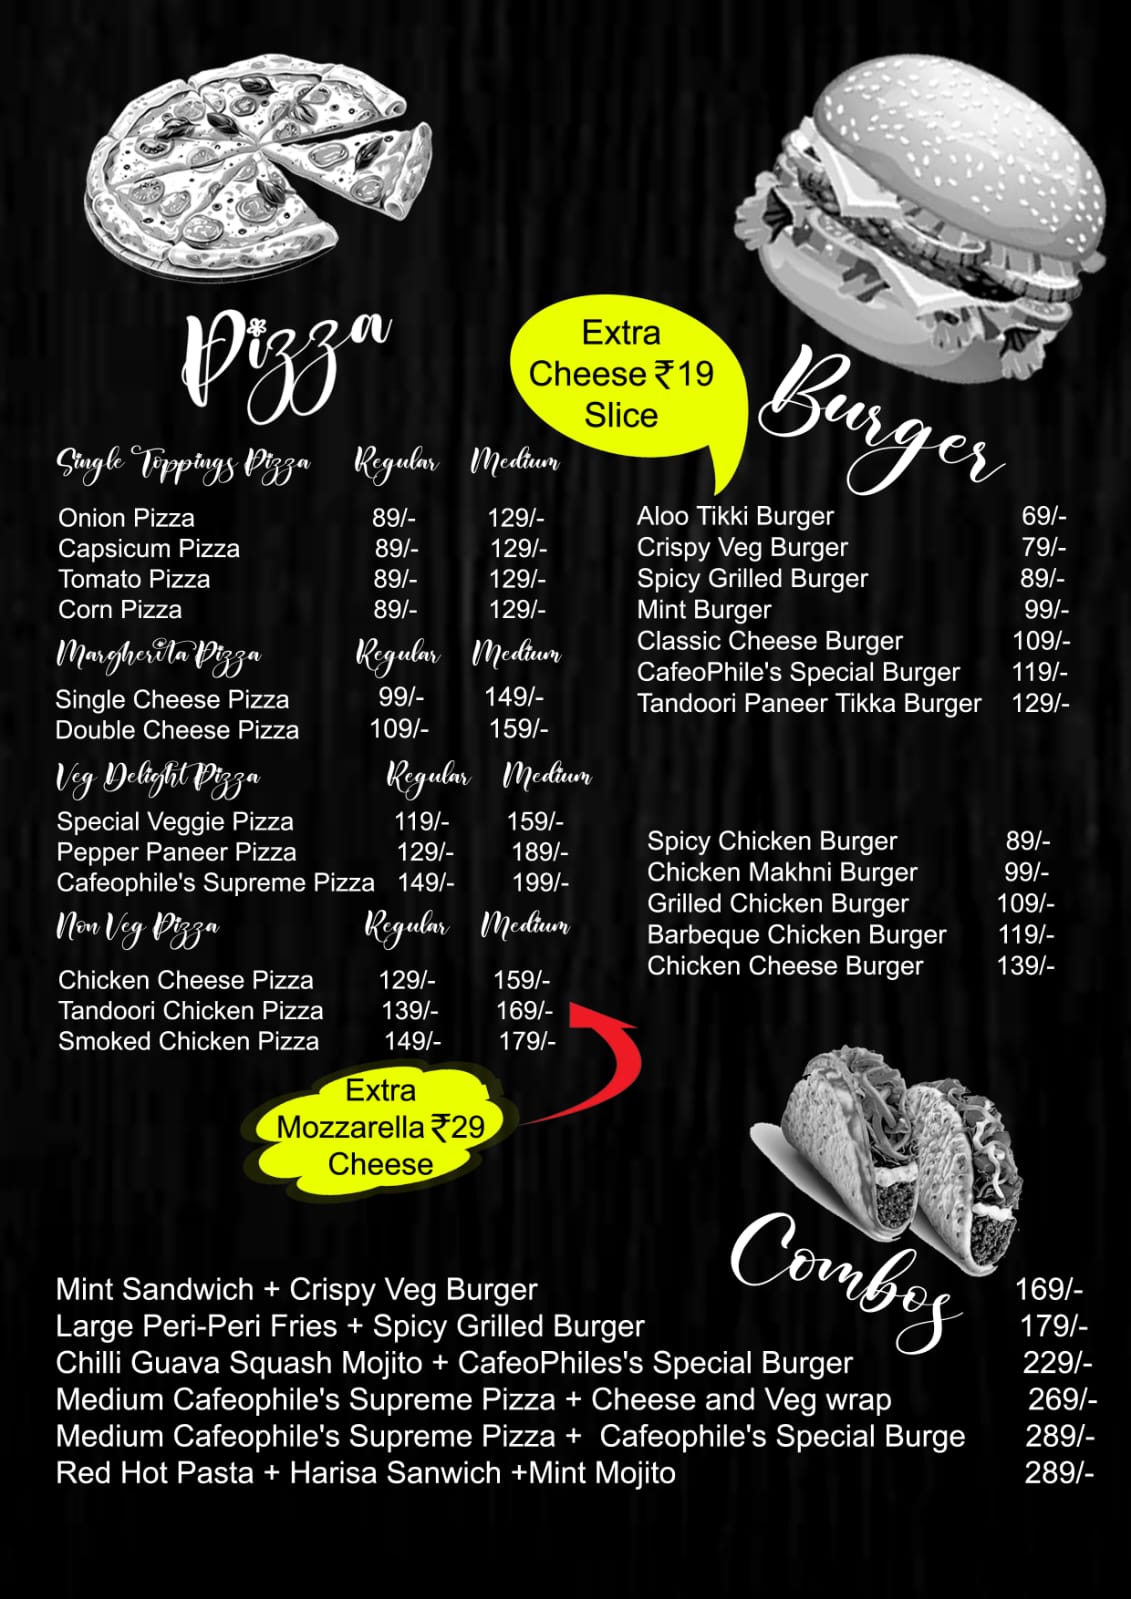 Pizza
Single Toppings Pizza Regular Medium
Onion Pizza 89/- 129/-
Capsicum Pizza 89/- 129/-
Tomato Pizza 89/- 129/-
Corn Pizza 89/- 129/-
Margherita Pizza Regular Medium
Single Cheese Pizza 99/- 149/-
Double Cheese Pizza 109/- 159/-
Veg Delight Pizza Regular Medium
Special Veggie Pizza 119/- 159/-
Pepper Paneer Pizza 129/- 189/-
Cafeophile's Supreme Pizza 149/- 199/-
Non Veg Pizza Regular Medium
Chicken Cheese Pizza 129/- 159/-
Tandoori Chicken Pizza 139/- 169/-
Smoked Chicken Pizza 149/- 179/-
Extra
Mozzarella ₹29
Cheese
Extra
Cheese ₹19
Slice
Burger
Aloo Tikki Burger 69/-
Crispy Veg Burger 79/-
Spicy Grilled Burger 89/-
Mint Burger 99/-
Classic Cheese Burger 109/-
CafeoPhile's Special Burger 119/-
Tandoori Paneer Tikka Burger 129/-
Spicy Chicken Burger 89/-
Chicken Makhni Burger 99/-
Grilled Chicken Burger 109/-
Barbeque Chicken Burger 119/-
Chicken Cheese Burger 139/-
Combos
Mint Sandwich + Crispy Veg Burger 169/-
Large Peri-Peri Fries + Spicy Grilled Burger 179/-
Chilli Guava Squash Mojito + CafeoPhiles's Special Burger 229/-
Medium Cafeophile's Supreme Pizza + Cheese and Veg wrap 269/-
Medium Cafeophile's Supreme Pizza + Cafeophile's Special Burge 289/-
Red Hot Pasta + Harisa Sanwich +Mint Mojito 289/-